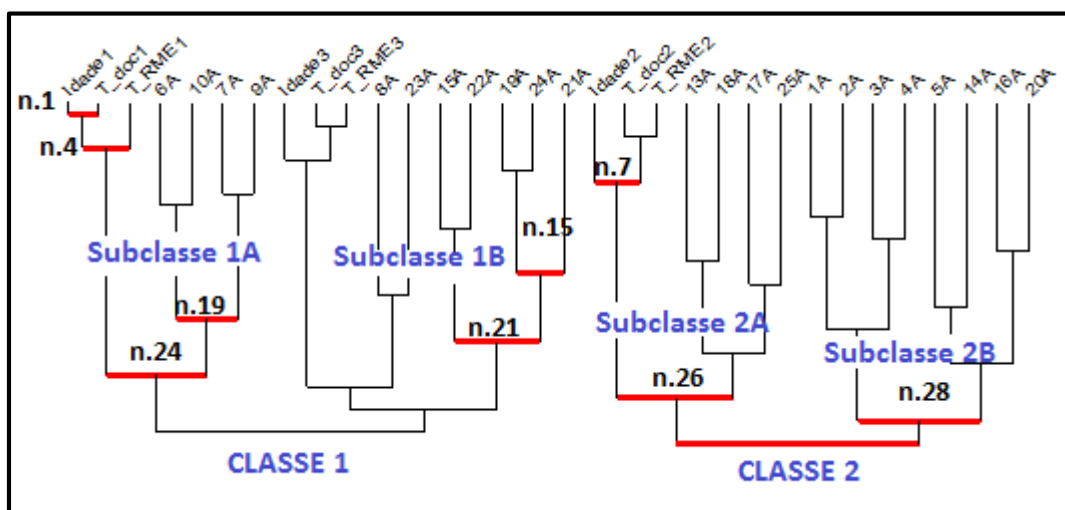 Idade1 T_doc1 T_RME1 6A 10A 7A 9A Idade3 T_doc3 T_RME3 8A 23A 15A 22A 19A 24A 21A Idade2 T_doc2 T_RME2 13A 18A 17A 25A 1A 2A 3A 4A 5A 14A 16A 20A
n.1
n.4
n.7
n.15
Subclasse 1A
Subclasse 1B
n.19
Subclasse 2A
n.21
n.24
Subclasse 2B
n.26
n.28
CLASSE 1
CLASSE 2